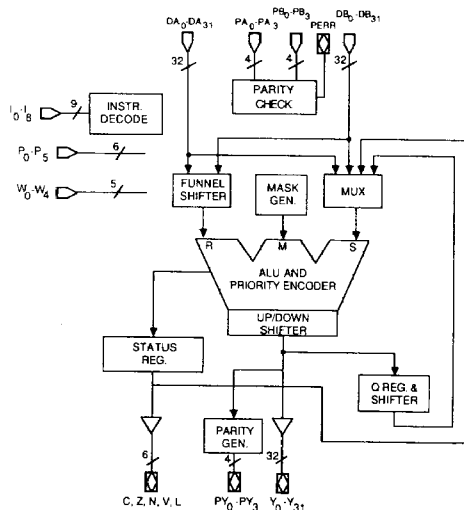 DA0-DA31
PA0-PA3
PB0-PB3
PERR
DB0-DB31
32
4
4
32
PARITY
CHECK
I0-I8
9
INSTR.
DECODE
P0-P5
6
W0-W4
5
FUNNEL
SHIFTER
MASK
GEN.
MUX
R
M
S
ALU AND
PRIORITY ENCODER
UP/DOWN
SHIFTER
STATUS
REG.
Q REG. &
SHIFTER
PARITY
GEN.
6
4
32
C, Z, N, V, L
PY0-PY3
Y0-Y31